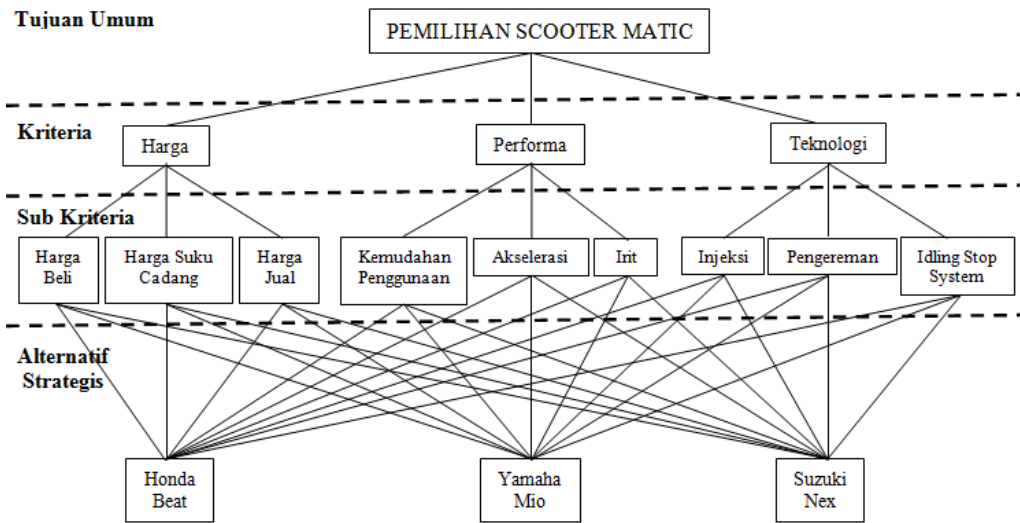 Tujuan Umum
PEMILIHAN SCOOTER MATIC
Kriteria
Harga
Performa
Teknologi
Sub Kriteria
Harga
Beli
Harga Suku
Cadang
Harga
Jual
Kemudahan
Penggunaan
Akselerasi
Irit
Injeksi
Pengereman
Idling Stop
System
Alternatif
Strategis
Honda
Beat
Yamaha
Mio
Suzuki
Nex